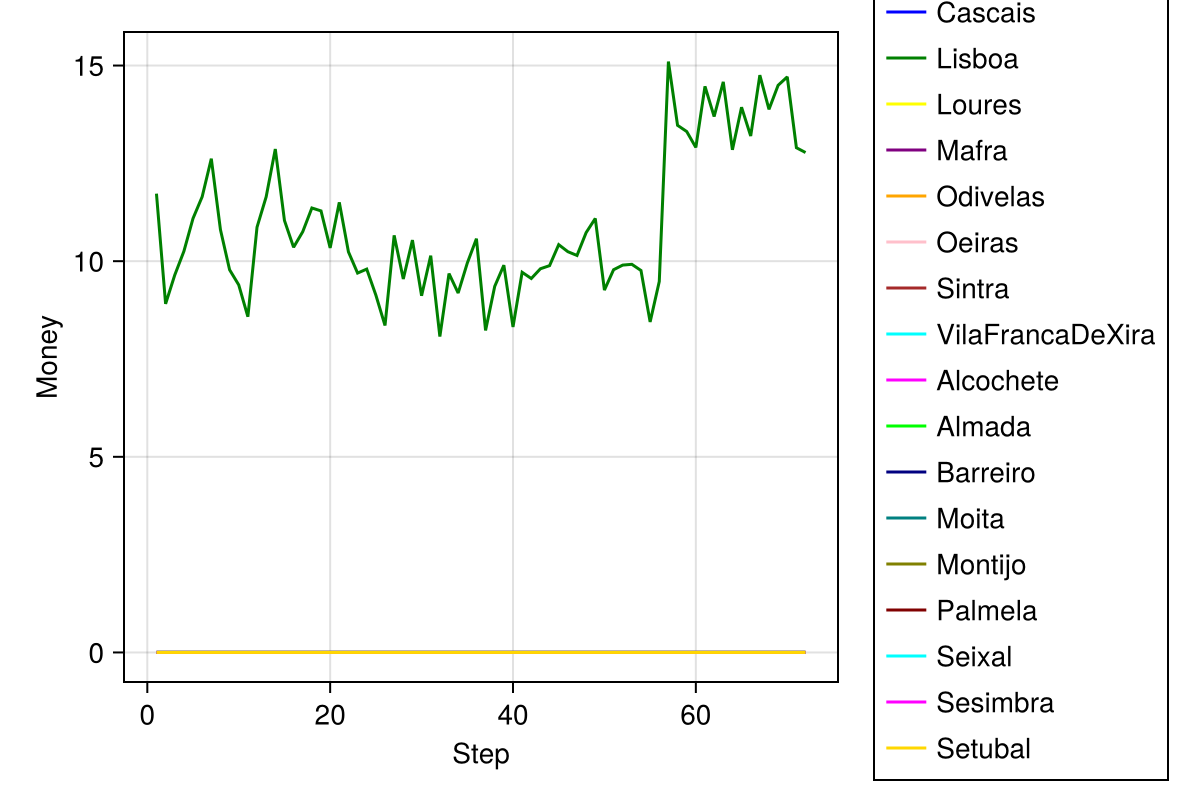 15
10
5
0
Money
0
20
40
60
Step
Cascais
Lisboa
Loures
Mafra
Odivelas
Oeiras
Sintra
VilaFrancaDeXira
Alcochete
Almada
Barreiro
Moita
Montijo
Palmela
Seixal
Sesimbra
Setubal